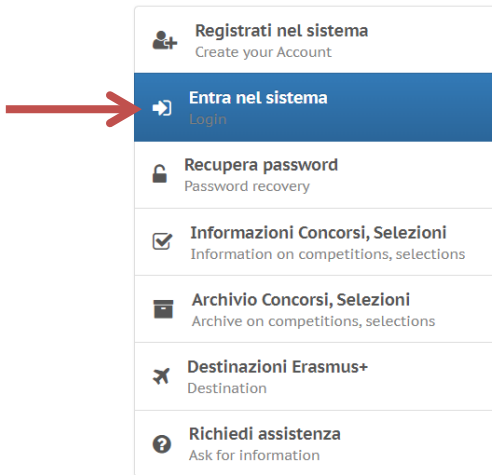 Registrati nel sistema
Create your Account
Entra nel sistema
Login
Recupera password
Password recovery
Informazioni Concorsi, Selezioni
Information on competitions, selections
Archivio Concorsi, Selezioni
Archive on competitions, selections
Destinazioni Erasmus+
Destination
Richiedi assistenza
Ask for information